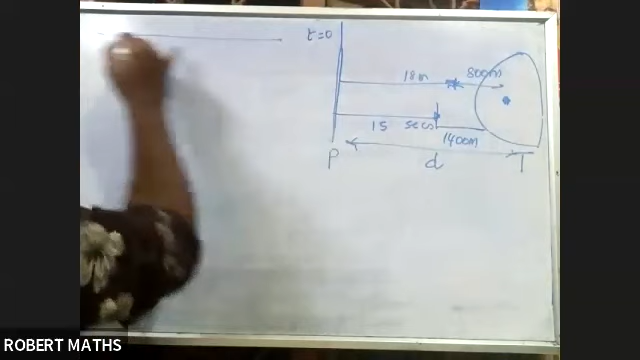 t=0
18m
800m
15 secs
1400m
P
d
T
ROBERT MATHS